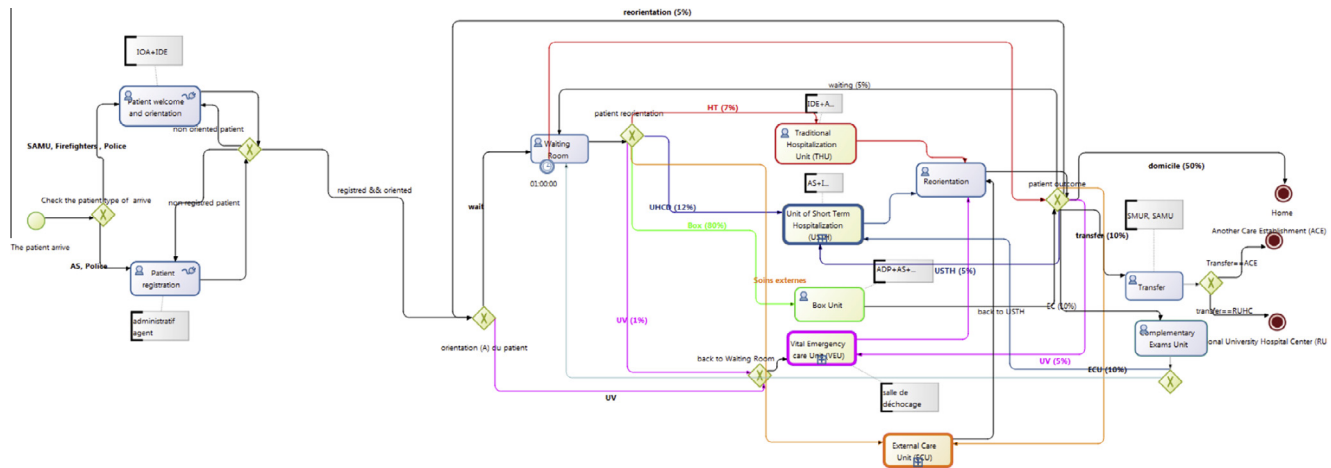 reorientation (5%)
IOA+IDE
Patient welcome
and orientation
non oriented patient
SAMU, Firefighters , Police
Check the patient type of arrive
The patient arrive
AS, Police
non registred patient
Patient
registration
administratif
agent
registred && oriented
wait
orientation (A) du patient
UV
Waiting
Room
01:00:00
patient reorientation
waiting (5%)
HT (7%)
IDE+A...
Traditional
Hospitalization
Unit (THU)
AS+I...
UHCD (12%)
Unit of Short Term
Hospitalization
Box (80%)
Reorientation
USTH (5%)
Soins externes
ADP+AS+...
Box Unit
UV (1%)
back to Waiting Room
Vital Emergency
care Unit (VEU)
salle de
déchocage
External Care
back to USTH
patient outcome
domicile (50%)
Home
SMUR, SAMU
Another Care Establishment (ACE)
transfer (10%)
Transfer
Transfer==ACE
transfer==RUHC
EC (10%)
Complementary
Exams Unit
onal University Hospital Center (RU
UV (5%)
ECU (10%)